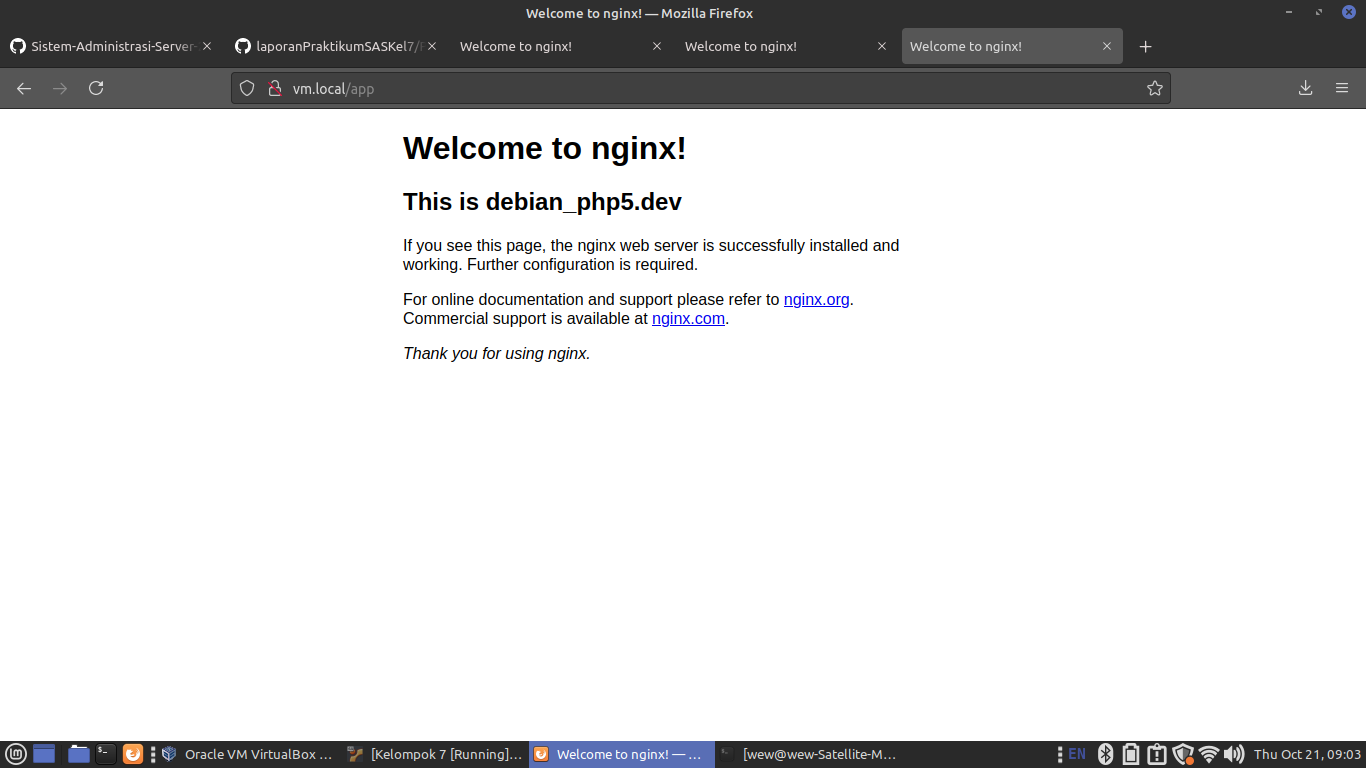 Welcome to nginx! — Mozilla Firefox
Sistem-Administrasi-Server-
laporanPraktikumSASKel7/
Welcome to nginx!
Welcome to nginx!
Welcome to nginx!
vm.local/app
Welcome to nginx!
This is debian_php5.dev
If you see this page, the nginx web server is successfully installed and
working. Further configuration is required.
For online documentation and support please refer to nginx.org.
Commercial support is available at nginx.com.
Thank you for using nginx.
Oracle VM VirtualBox ...
[Kelompok 7 [Running]...
Welcome to nginx! — ...
[wew@wew-Satellite-M...
EN
Thu Oct 21, 09:03